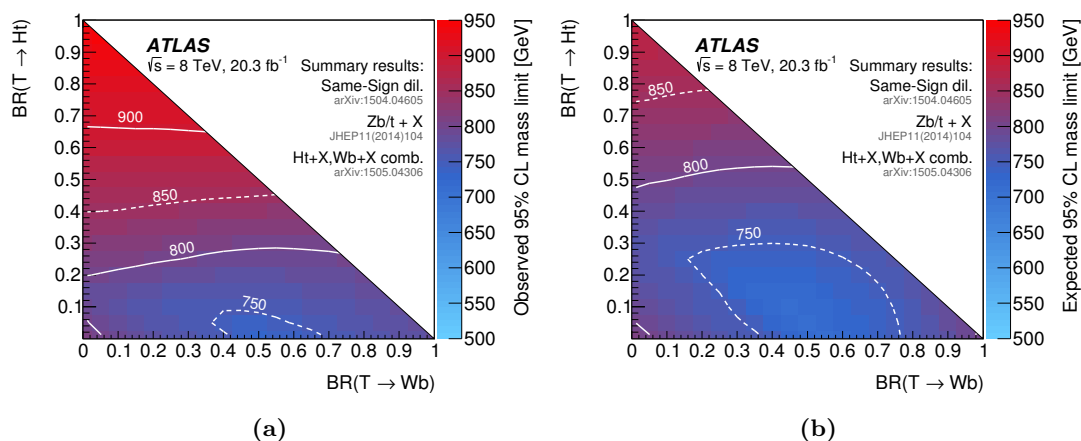 BR(T → Ht)
1
0.9
0.8
0.7
0.6
0.5
0.4
0.3
0.2
0.1
0 0.1 0.2 0.3 0.4 0.5 0.6 0.7 0.8 0.9 1
BR(T → Wb)
ATLAS
√s = 8 TeV, 20.3 fb⁻¹
Summary results:
Same-Sign dil.
arXiv:1504.04605
Zb/t + X
JHEP11(2014)104
Ht+X,Wb+X comb.
arXiv:1505.04306
900
850
800
750
950
900
850
800
750
700
650
600
550
500
Observed 95% CL mass limit [GeV]
(a)
BR(T → Ht)
1
0.9
0.8
0.7
0.6
0.5
0.4
0.3
0.2
0.1
0 0.1 0.2 0.3 0.4 0.5 0.6 0.7 0.8 0.9 1
BR(T → Wb)
ATLAS
√s = 8 TeV, 20.3 fb⁻¹
Summary results:
Same-Sign dil.
arXiv:1504.04605
Zb/t + X
JHEP11(2014)104
Ht+X,Wb+X comb.
arXiv:1505.04306
850
800
750
950
900
850
800
750
700
650
600
550
500
Expected 95% CL mass limit [GeV]
(b)